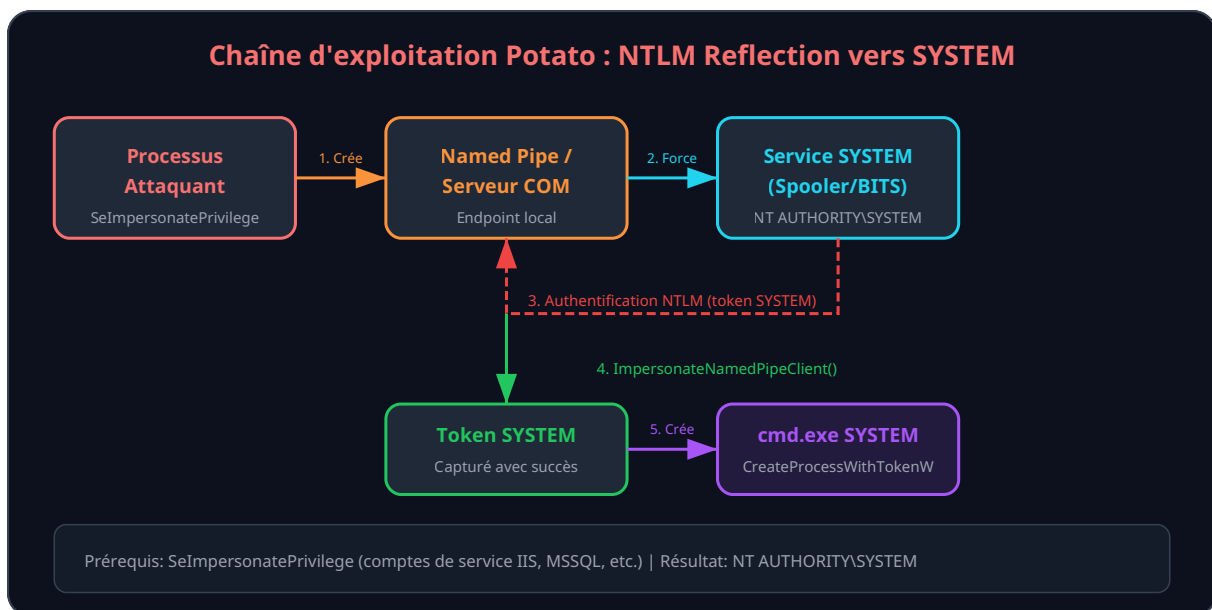 Chaîne d'exploitation Potato : NTLM Reflection vers SYSTEM
Processus
Attaquant
SeImpersonatePrivilege
1. Crée
Named Pipe /
Serveur COM
Endpoint local
2. Force
Service SYSTEM
(Spooler/BITS)
NT AUTHORITY\SYSTEM
3. Authentification NTLM (token SYSTEM)
4. ImpersonateNamedPipeClient()
Token SYSTEM
Capturé avec succès
5. Crée
cmd.exe SYSTEM
CreateProcessWithTokenW
Prérequis: SeImpersonatePrivilege (comptes de service IIS, MSSQL, etc.) | Résultat: NT AUTHORITY\SYSTEM